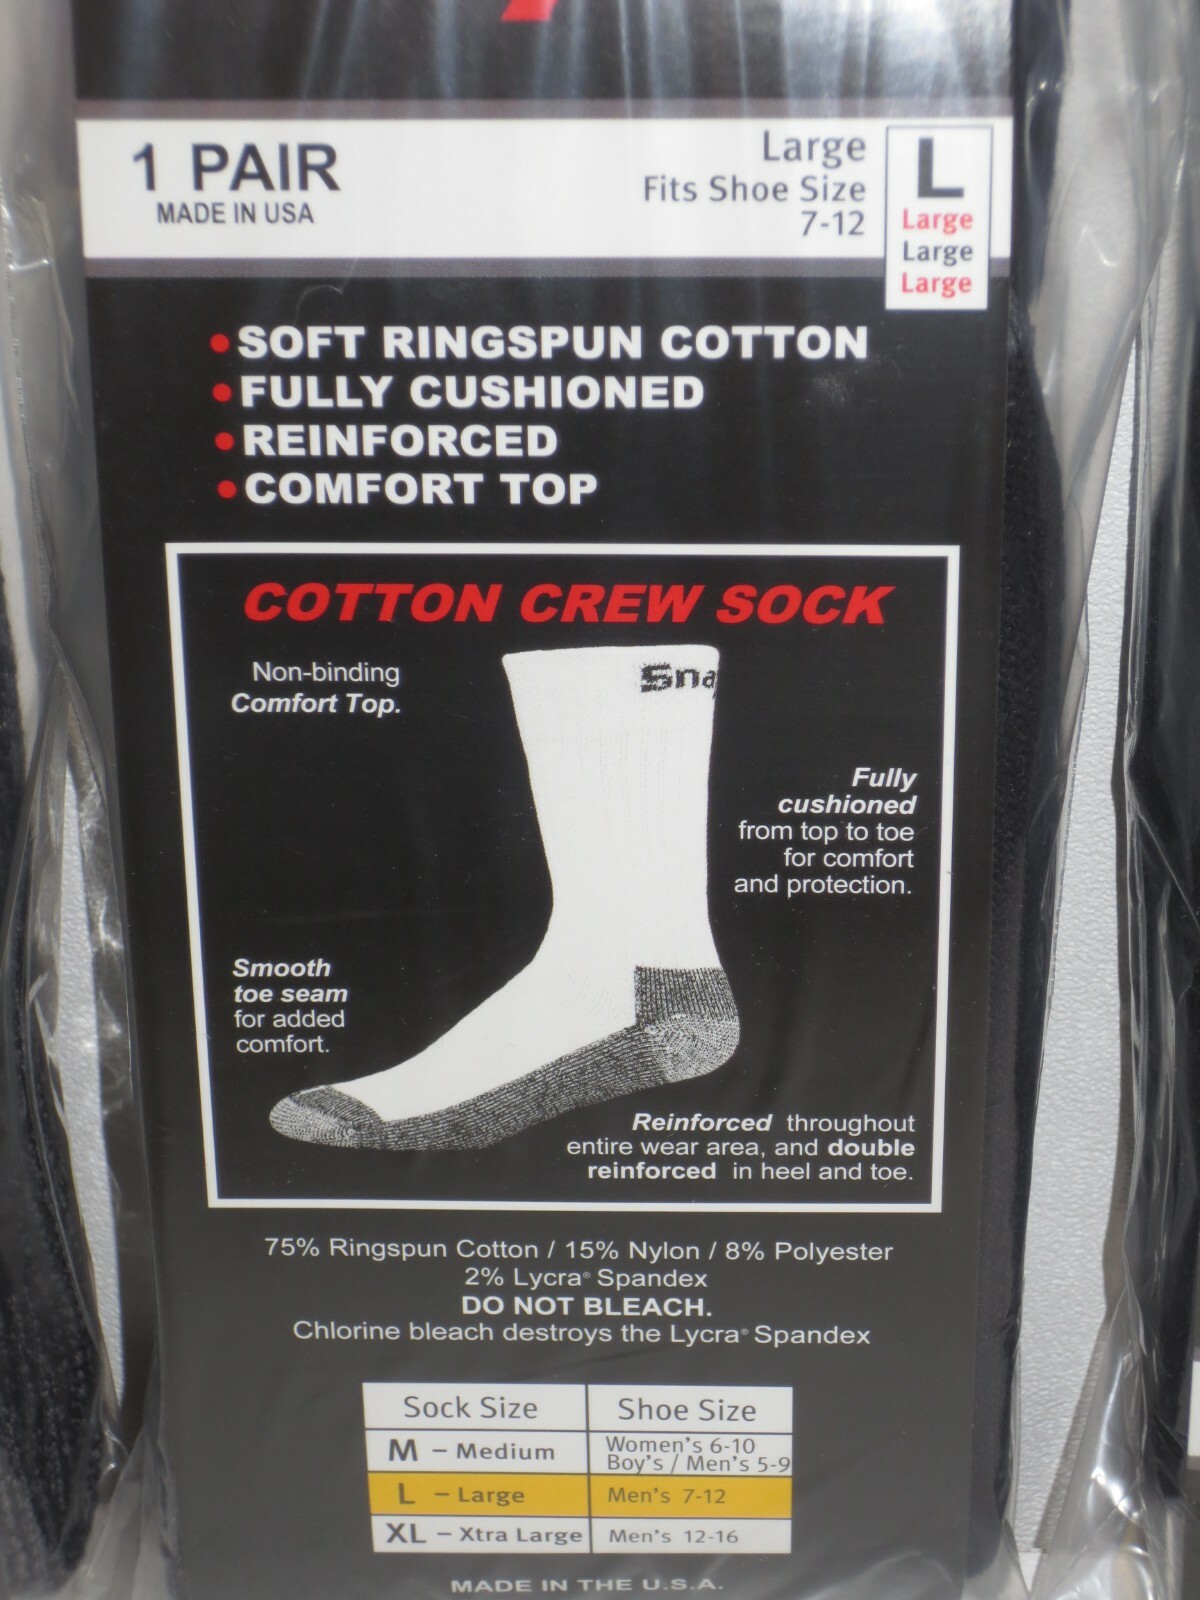 1 PAIR
MADE IN USA
Large
Fits Shoe Size
7-12
L
Large
Large
Large
• SOFT RINGSPUN COTTON
• FULLY CUSHIONED
• REINFORCED
• COMFORT TOP
COTTON CREW SOCK
Non-binding
Comfort Top.
Sna
Fully
cushioned
from top to toe
for comfort
and protection.
Smooth
toe seam
for added
comfort.
Reinforced throughout
entire wear area, and double
reinforced in heel and toe.
75% Ringspun Cotton / 15% Nylon / 8% Polyester
2% Lycra® Spandex
DO NOT BLEACH.
Chlorine bleach destroys the Lycra® Spandex
Sock Size Shoe Size
M – Medium Women's 6-10
Boy's / Men's 5-9
L – Large Men's 7-12
XL – Xtra Large Men's 12-16
MADE IN THE U.S.A.